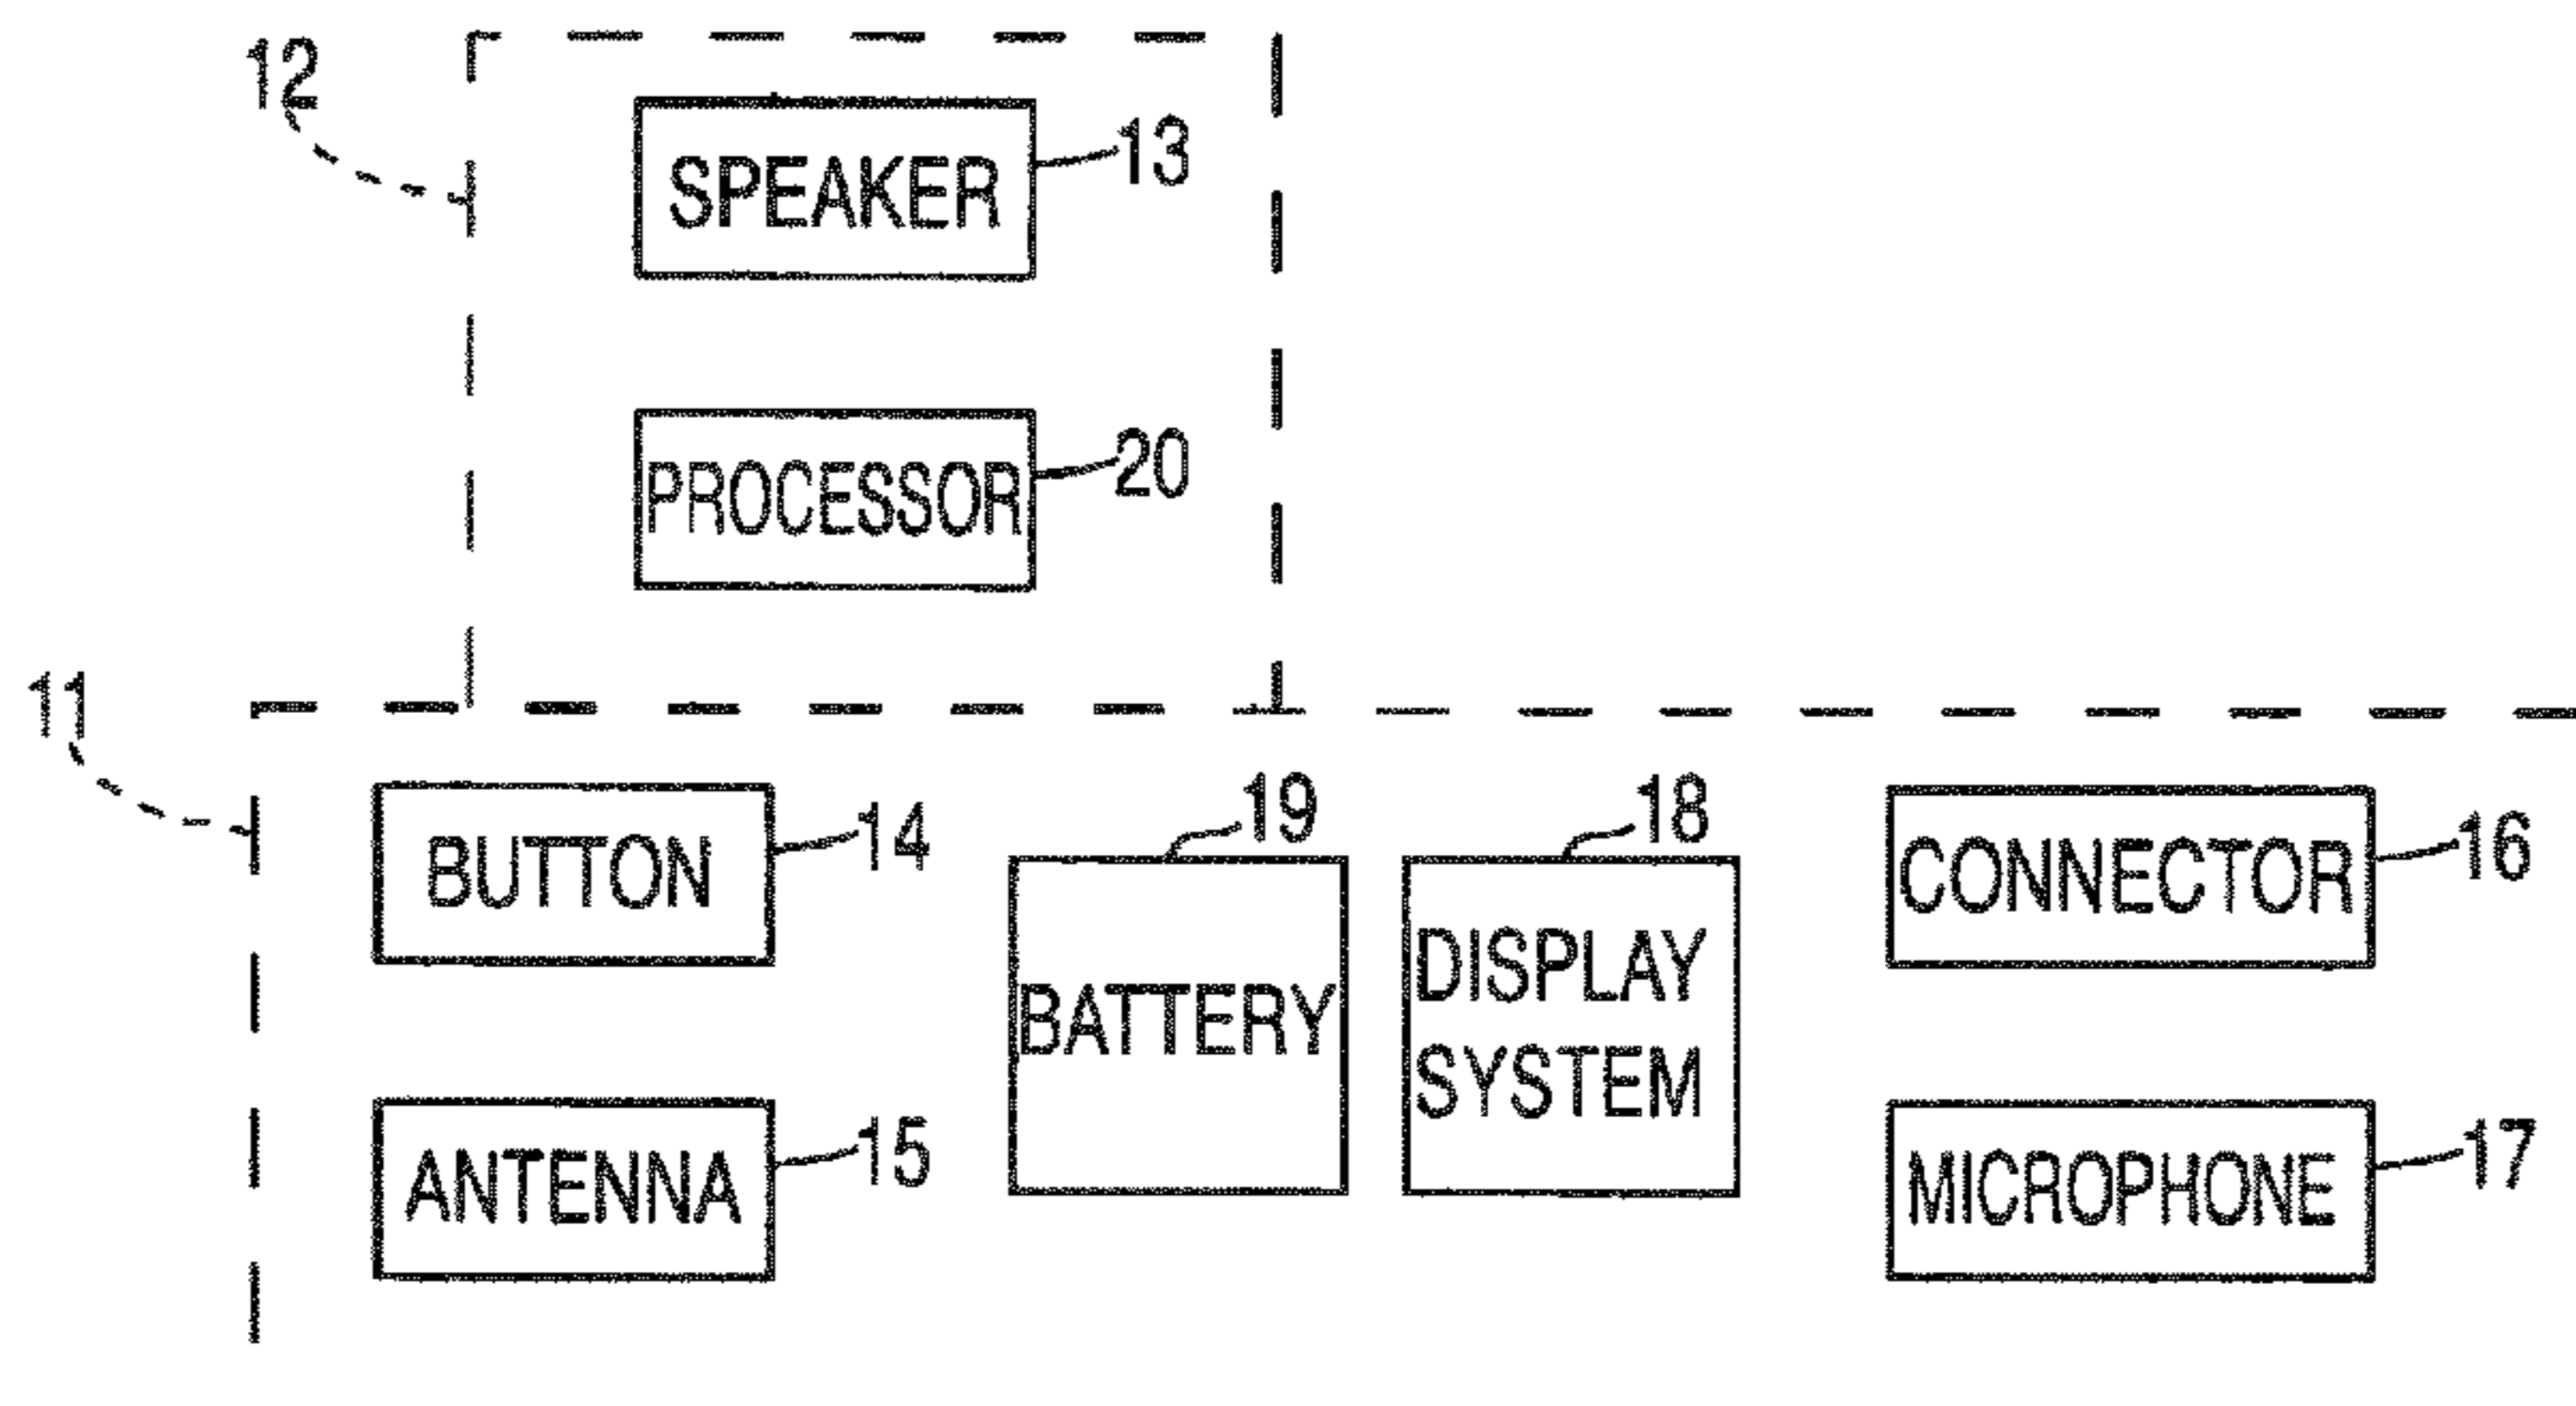 12
SPEAKER
13
PROCESSOR
20
11
BUTTON
14
19
18
CONNECTOR
16
BATTERY
DISPLAY
SYSTEM
ANTENNA
15
MICROPHONE
17